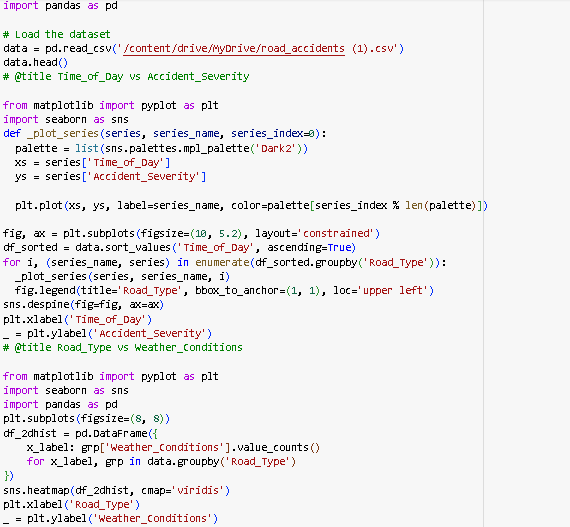 import pandas as pd
# Load the dataset
data = pd.read_csv('/content/drive/MyDrive/road_accidents (1).csv')
data.head()
# @title Time_of_Day vs Accident_Severity
from matplotlib import pyplot as plt
import seaborn as sns
def _plot_series(series, series_name, series_index=0):
  palette = list(sns.palettes.mpl_palette('Dark2'))
  xs = series['Time_of_Day']
  ys = series['Accident_Severity']
  plt.plot(xs, ys, label=series_name, color=palette[series_index % len(palette)])
fig, ax = plt.subplots(figsize=(10, 5.2), layout='constrained')
df_sorted = data.sort_values('Time_of_Day', ascending=True)
for i, (series_name, series) in enumerate(df_sorted.groupby('Road_Type')):
  _plot_series(series, series_name, i)
  fig.legend(title='Road_Type', bbox_to_anchor=(1, 1), loc='upper left')
sns.despine(fig=fig, ax=ax)
plt.xlabel('Time_of_Day')
_ = plt.ylabel('Accident_Severity')
# @title Road_Type vs Weather_Conditions
from matplotlib import pyplot as plt
import seaborn as sns
import pandas as pd
plt.subplots(figsize=(8, 8))
df_2dhist = pd.DataFrame({
    x_label: grp['Weather_Conditions'].value_counts()
    for x_label, grp in data.groupby('Road_Type')
})
sns.heatmap(df_2dhist, cmap='viridis')
plt.xlabel('Road_Type')
_ = plt.ylabel('Weather_Conditions')